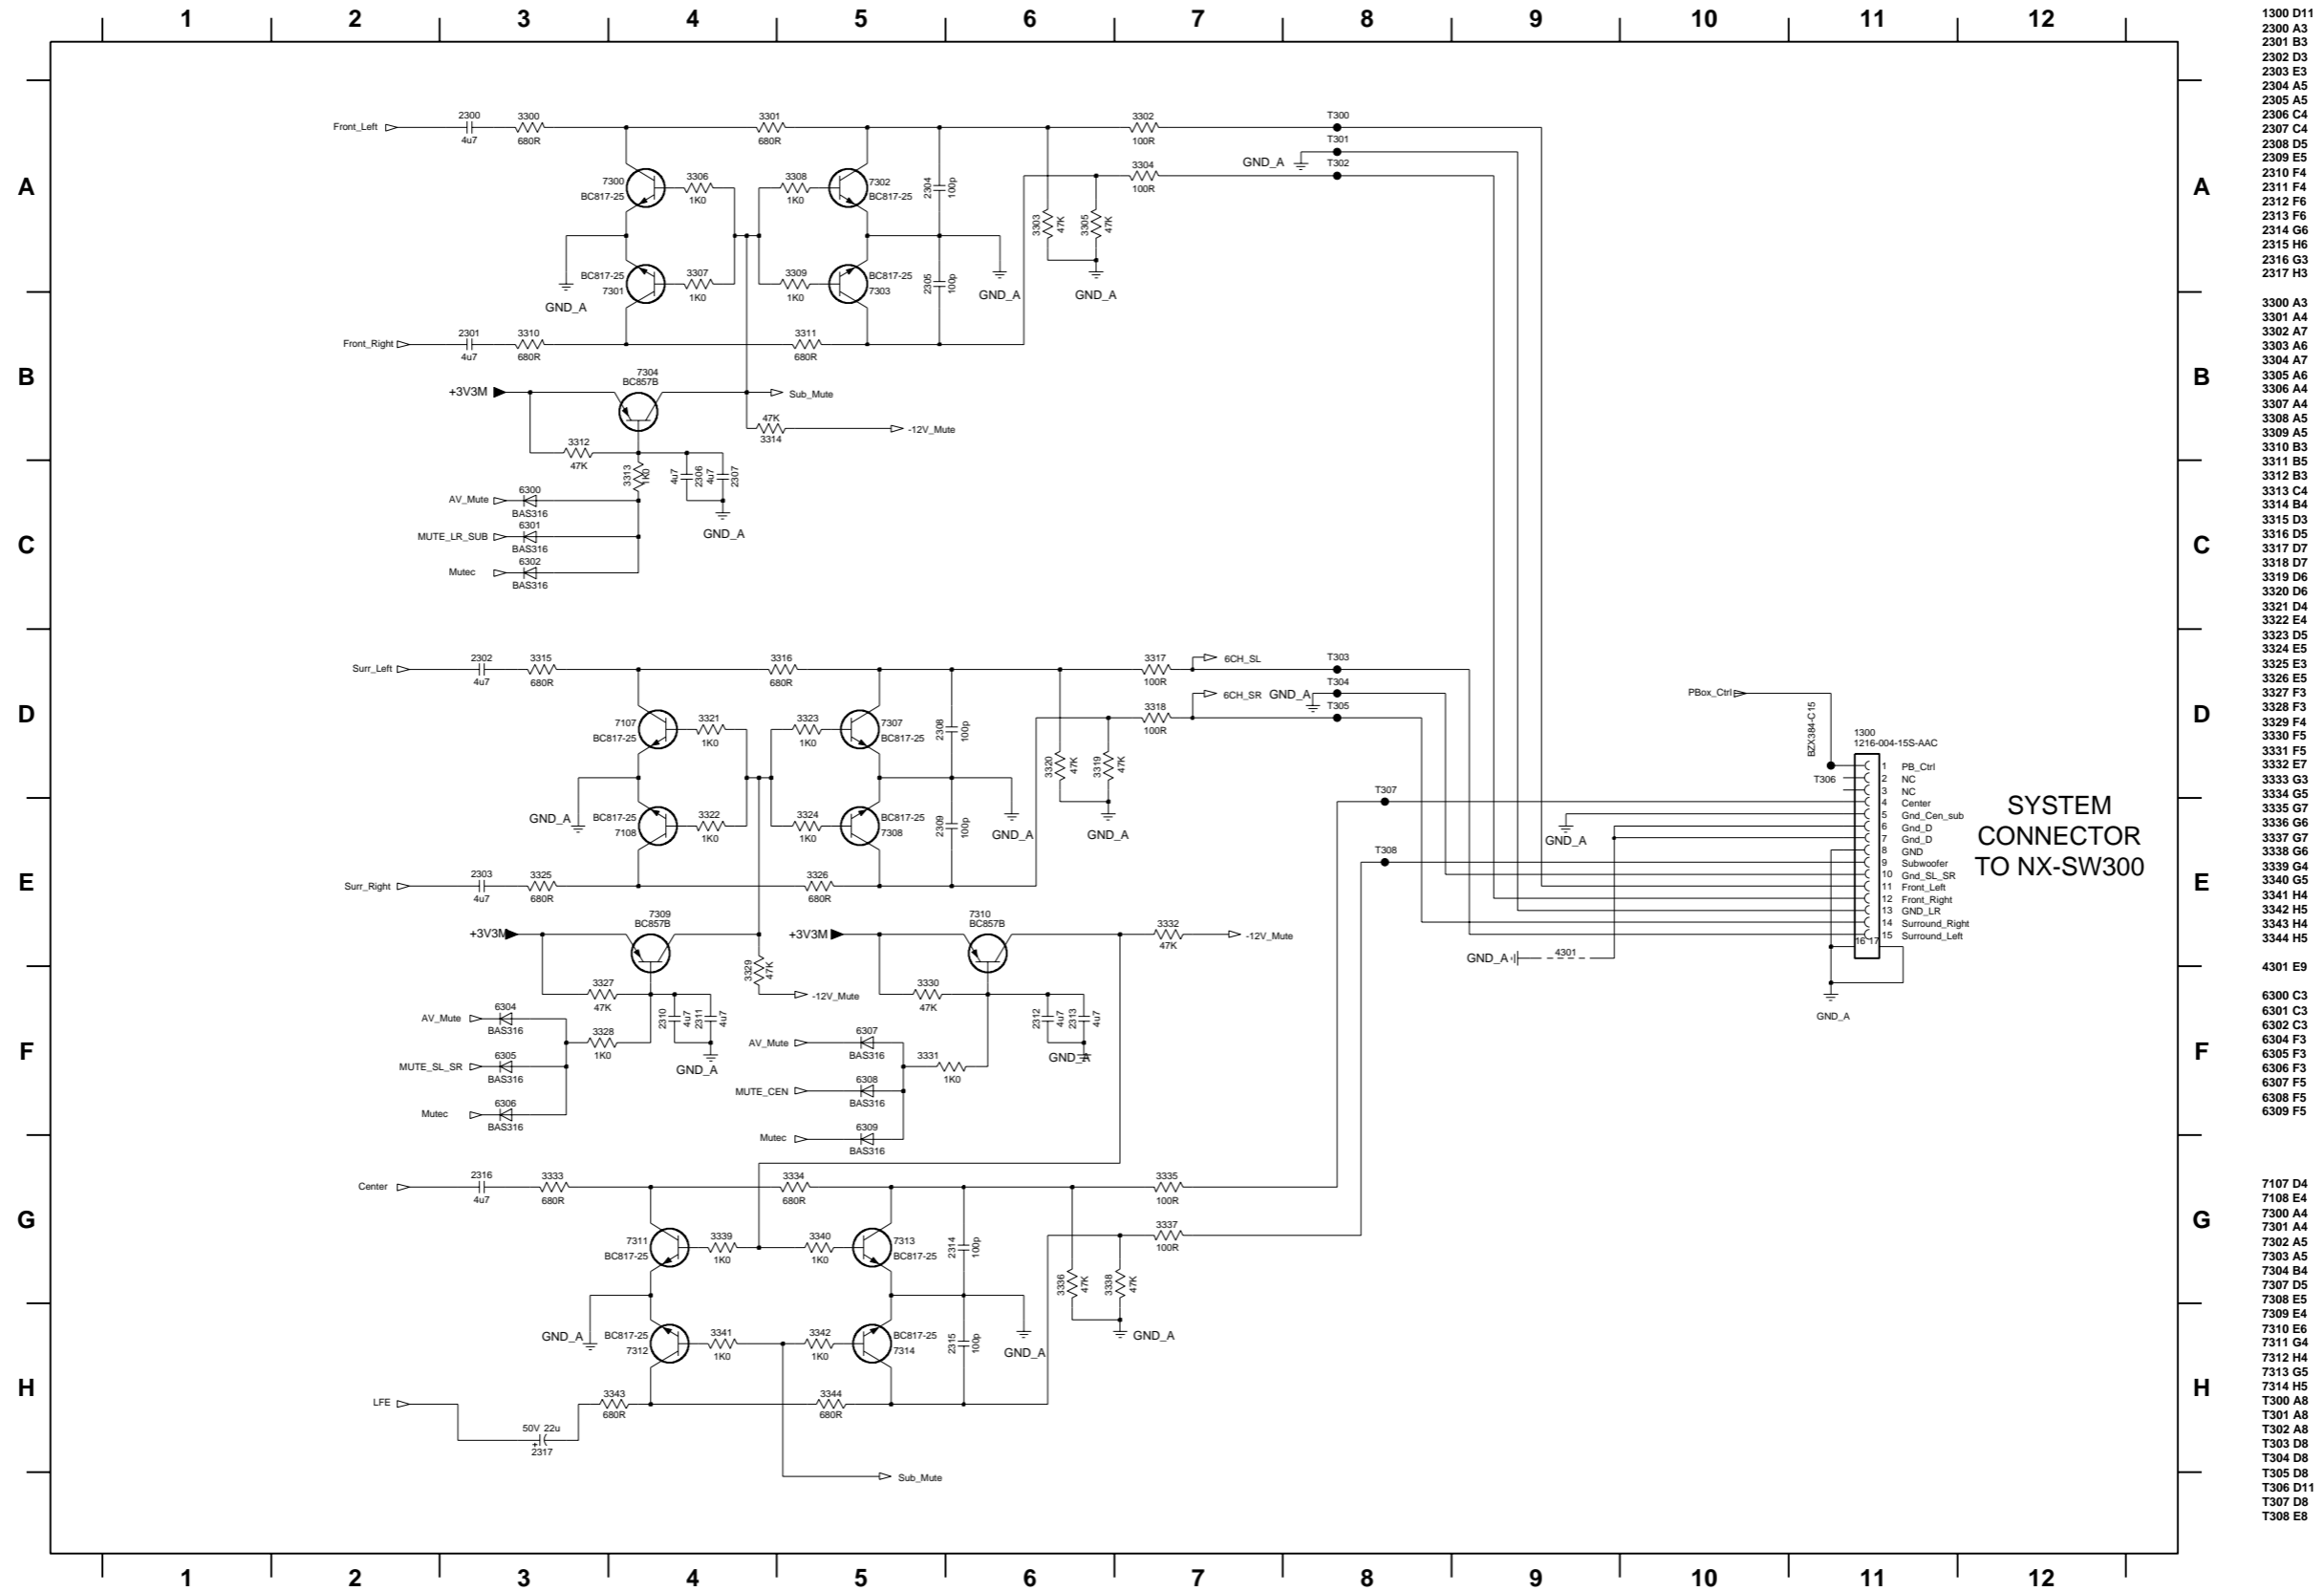 1 2 3 4 5 6 7 8 9 10 11 12
A
B
C
D
E
F
G
H
Front_Left
2300
4u7
3300
680R
3301
680R
3302
100R
T300
T301
GND_A
T302
3304
100R
7300
BC817-25
3306
1K0
3308
1K0
7302
BC817-25
2304
100p
3303
47K
3305
47K
BC817-25
7301
3307
1K0
3309
1K0
BC817-25
7303
2305
100p
GND_A
GND_A
GND_A
Front_Right
2301
4u7
3310
680R
3311
680R
+3V3M
7304
BC857B
Sub_Mute
47K
3314
-12V_Mute
3312
47K
3313
1K0
4u7
2306
4u7
2307
GND_A
AV_Mute
6300
BAS316
MUTE_LR_SUB
6301
BAS316
Mutec
6302
BAS316
Surr_Left
2302
4u7
3315
680R
3316
680R
3317
100R
6CH_SL
T303
T304
GND_A
6CH_SR
T305
3318
100R
7107
BC817-25
3321
1K0
3323
1K0
7307
BC817-25
2308
100p
3320
47K
3319
47K
BC817-25
7108
3322
1K0
3324
1K0
BC817-25
7308
2309
100p
GND_A
GND_A
GND_A
Surr_Right
2303
4u7
3325
680R
3326
680R
PBox_Ctrl
BZX384-C15
1300
1216-004-15S-AAC
T306
T307
T308
GND_A
1 PB_Ctrl
2 NC
3 NC
4 Center
5 Gnd_Cen_sub
6 Gnd_D
7 Gnd_D
8 GND
9 Subwoofer
10 Gnd_SL_SR
11 Front_Left
12 Front_Right
13 GND_LR
14 Surround_Right
15 Surround_Left
16 17
SYSTEM
CONNECTOR
TO NX-SW300
GND_A
4301
GND_A
+3V3M
7309
BC857B
3329
47K
-12V_Mute
3327
47K
2310
4u7
2311
4u7
GND_A
AV_Mute
6304
BAS316
3328
1K0
MUTE_SL_SR
6305
BAS316
Mutec
6306
BAS316
+3V3M
7310
BC857B
3332
47K
-12V_Mute
3330
47K
2312
4u7
2313
4u7
GND_A
AV_Mute
6307
BAS316
3331
1K0
MUTE_CEN
6308
BAS316
Mutec
6309
BAS316
Center
2316
4u7
3333
680R
3334
680R
3335
100R
3337
100R
7311
BC817-25
3339
1K0
3340
1K0
7313
BC817-25
2314
100p
3336
47K
3338
47K
BC817-25
7312
3341
1K0
3342
1K0
BC817-25
7314
2315
100p
GND_A
GND_A
GND_A
LFE
50V 22u
+
2317
3343
680R
3344
680R
Sub_Mute
A
B
C
D
E
F
G
H
1 2 3 4 5 6 7 8 9 10 11 12
1300 D11
2300 A3
2301 B3
2302 D3
2303 E3
2304 A5
2305 A5
2306 C4
2307 C4
2308 D5
2309 E5
2310 F4
2311 F4
2312 F6
2313 F6
2314 G6
2315 H6
2316 G3
2317 H3
3300 A3
3301 A4
3302 A7
3303 A6
3304 A7
3305 A6
3306 A4
3307 A4
3308 A5
3309 A5
3310 B3
3311 B5
3312 B3
3313 C4
3314 B4
3315 D3
3316 D5
3317 D7
3318 D7
3319 D6
3320 D6
3321 D4
3322 E4
3323 D5
3324 E5
3325 E3
3326 E5
3327 F3
3328 F3
3329 F4
3330 F5
3331 F5
3332 E7
3333 G3
3334 G5
3335 G7
3336 G6
3337 G7
3338 G6
3339 G4
3340 G5
3341 H4
3342 H5
3343 H4
3344 H5
4301 E9
6300 C3
6301 C3
6302 C3
6304 F3
6305 F3
6306 F3
6307 F5
6308 F5
6309 F5
7107 D4
7108 E4
7300 A4
7301 A4
7302 A5
7303 A5
7304 B4
7307 D5
7308 E5
7309 E4
7310 E6
7311 G4
7312 H4
7313 G5
7314 H5
T300 A8
T301 A8
T302 A8
T303 D8
T304 D8
T305 D8
T306 D11
T307 D8
T308 E8